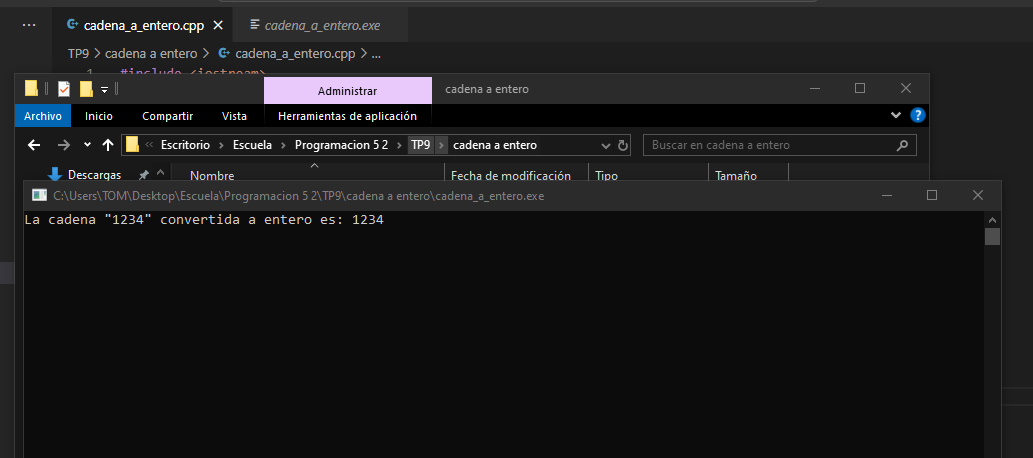 cadena_a_entero.cpp cadena_a_entero.exe
TP9 > cadena a entero > cadena_a_entero.cpp > ...
1 #include <iostream>
Administrar cadena a entero
Archivo Inicio Compartir Vista Herramientas de aplicación
Escritorio > Escuela > Programacion 5 2 > TP9 > cadena a entero Buscar en cadena a entero
Descargas Nombre Fecha de modificación Tipo Tamaño
C:\Users\TOM\Desktop\Escuela\Programacion 5 2\TP9\cadena a entero\cadena_a_entero.exe
La cadena "1234" convertida a entero es: 1234